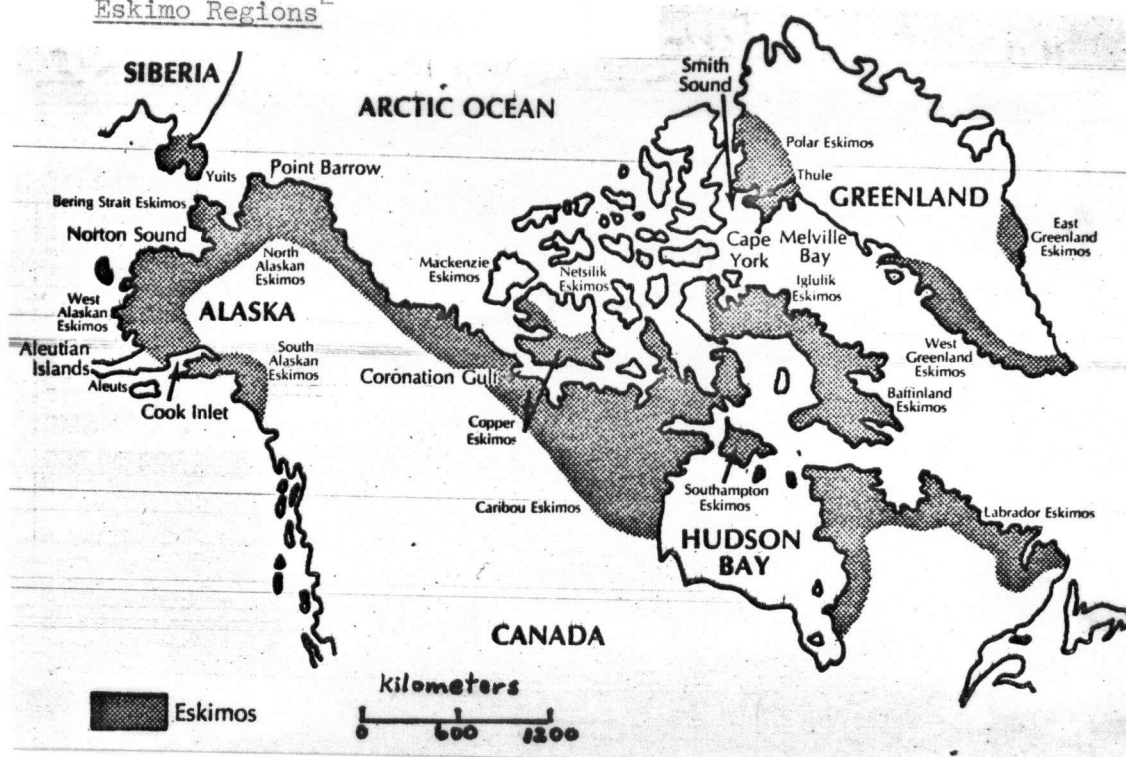 Eskimo Regions
SIBERIA
ARCTIC OCEAN
Smith
Sound
Polar Eskimos
Thule
GREENLAND
Yuits
Point Barrow
Bering Strait Eskimos
Norton Sound
North
Alaskan
Eskimos
Mackenzie
Eskimos
Netsilik
Eskimos
Cape
York
Melville
Bay
Iglulik
Eskimos
East
Greenland
Eskimos
West
Alaskan
Eskimos
ALASKA
Aleutian
Islands
Aleuts
Cook Inlet
South
Alaskan
Eskimos
Coronation Gulf
Copper
Eskimos
West
Greenland
Eskimos
Baffinland
Eskimos
Caribou Eskimos
Southampton
Eskimos
HUDSON
BAY
Labrador Eskimos
CANADA
Eskimos
kilometers
0 600 1200